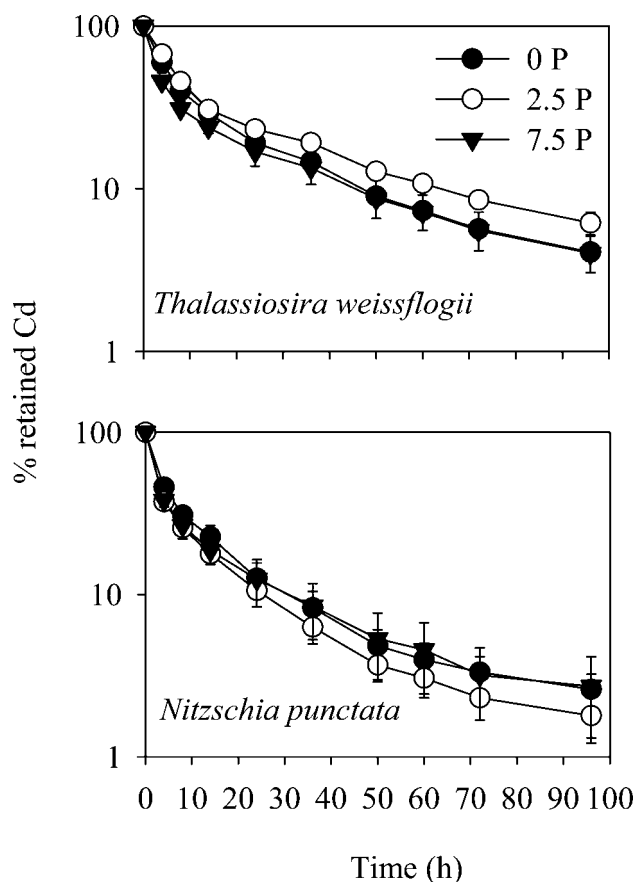 100
10
1
0 P
2.5 P
7.5 P
Thalassiosira weissflogii
% retained Cd
100
10
1
Nitzschia punctata
0 10 20 30 40 50 60 70 80 90 100
Time (h)